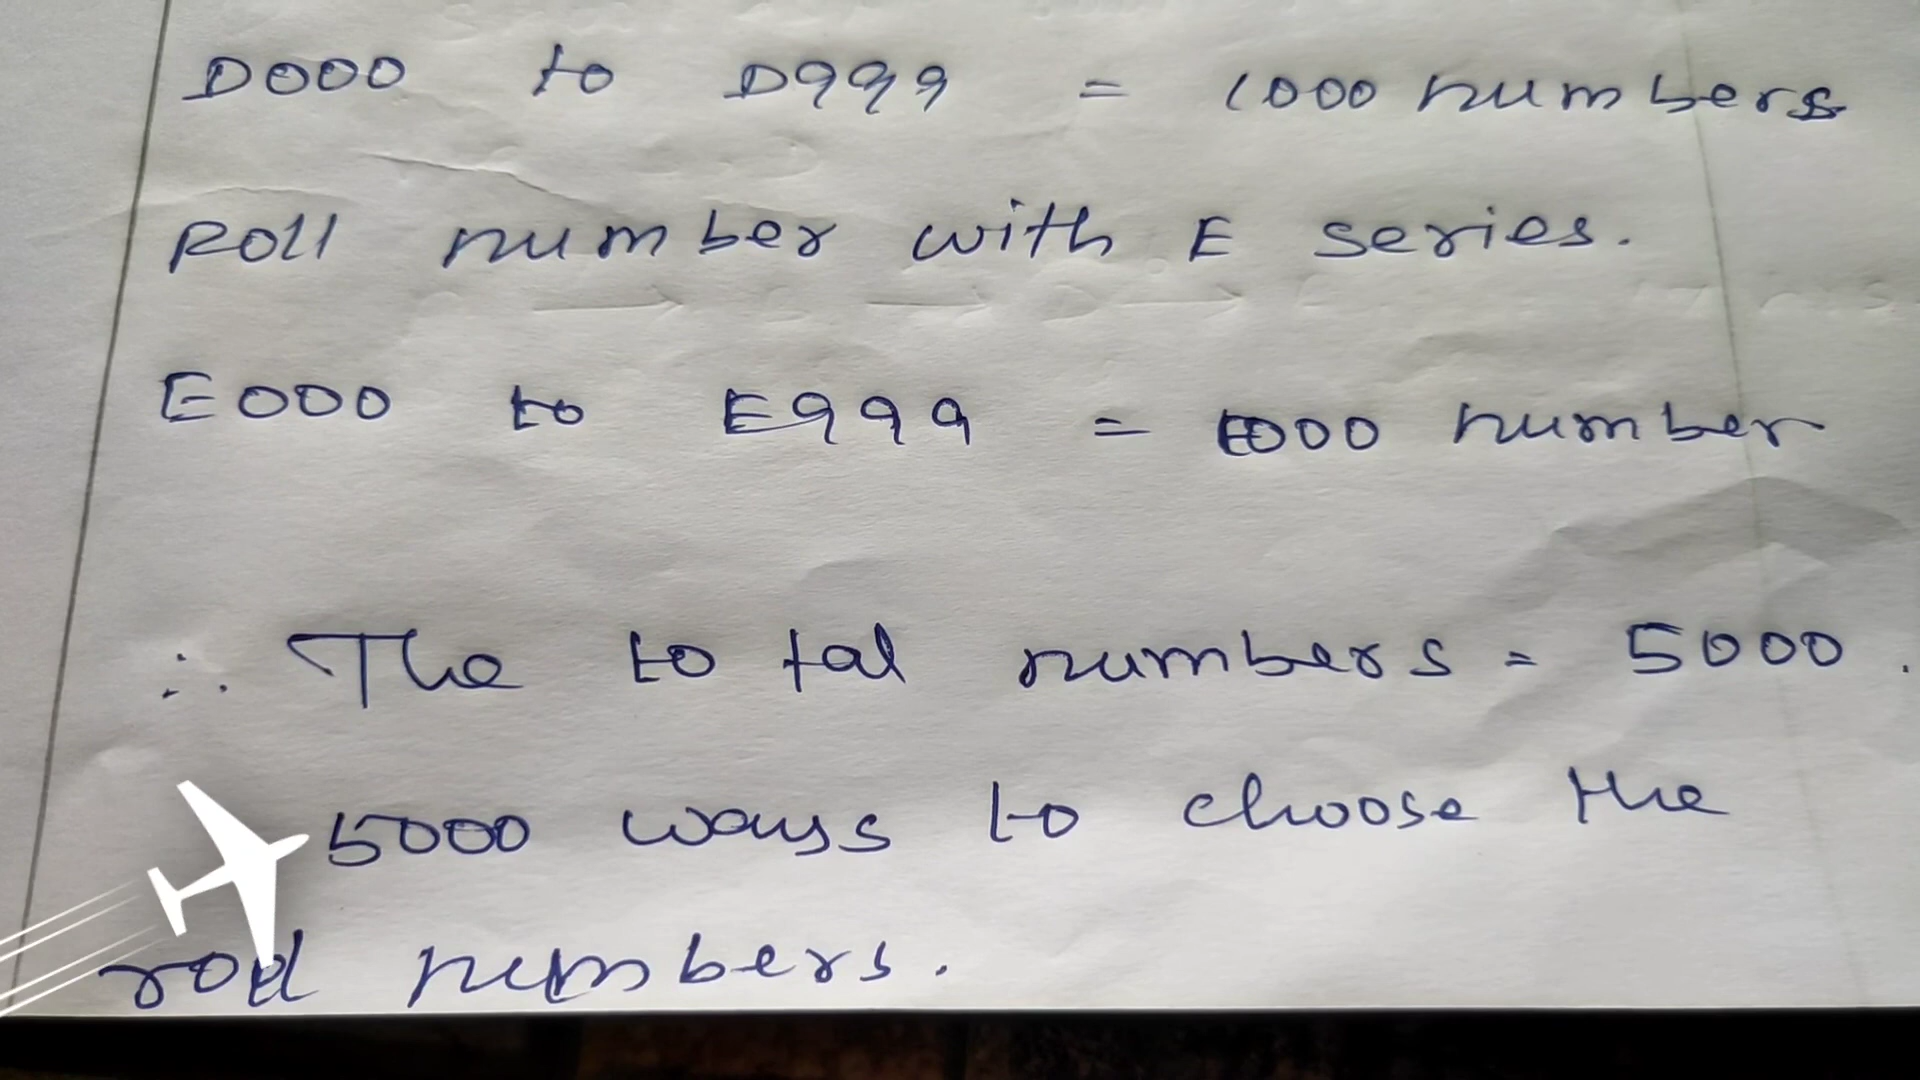 D000 to D999 = 1000 numbers
Roll number with E series.
E000 to E999 = 1000 number
∴ The total numbers = 5000.
5000 ways to choose the
roll numbers.